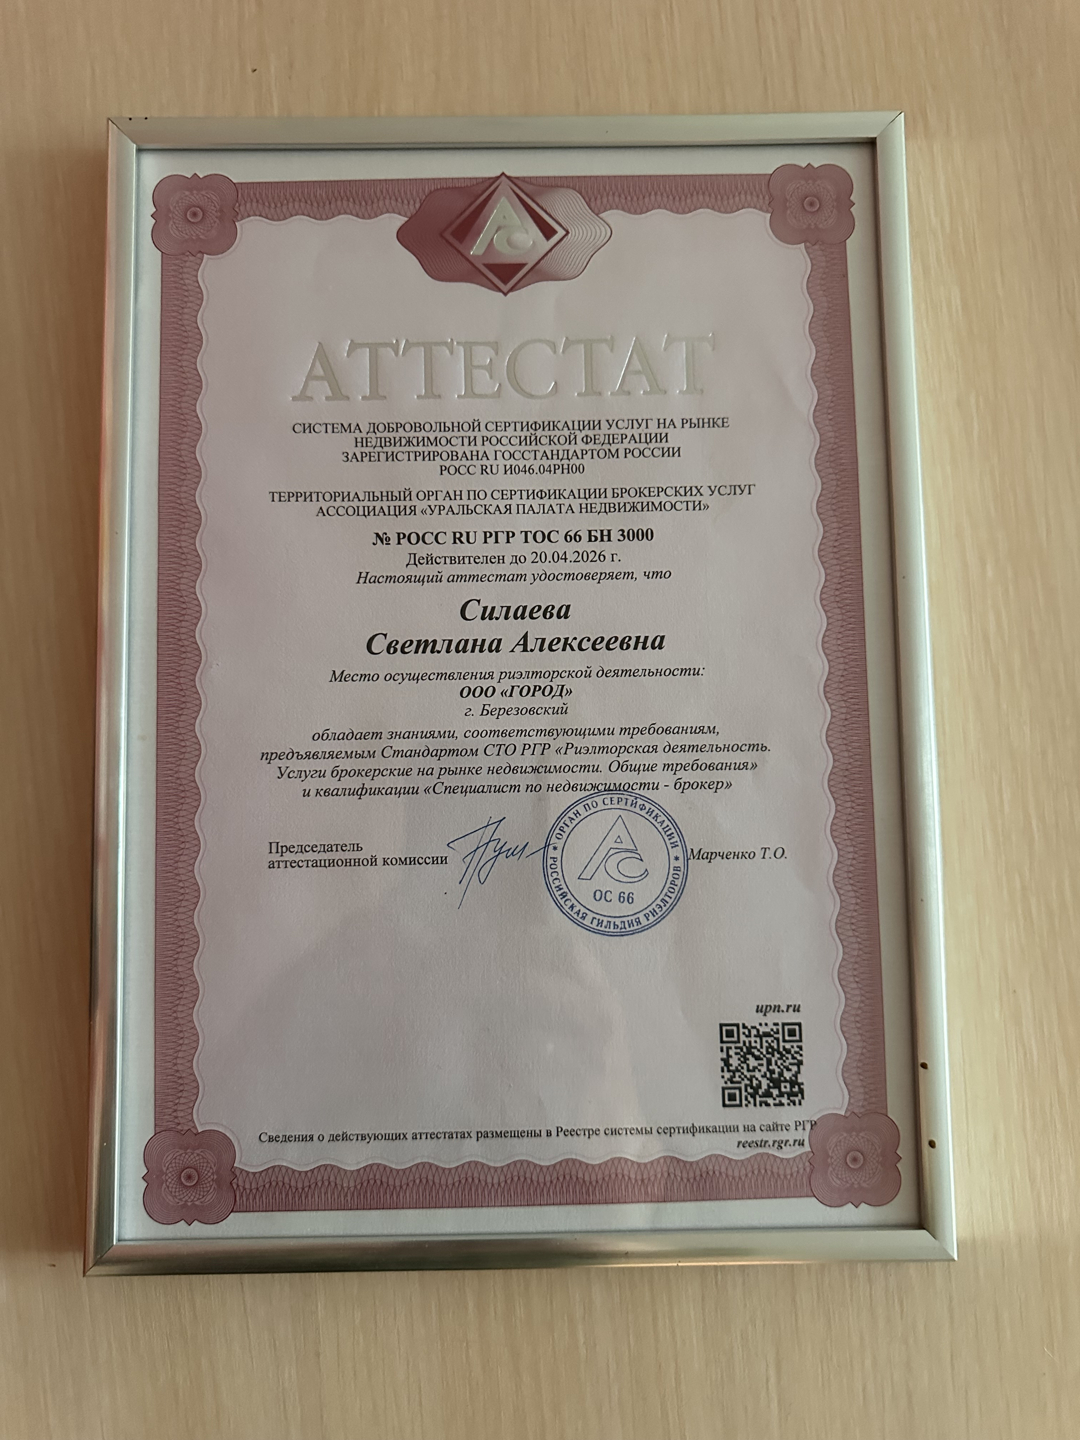 АС
АТТЕСТАТ
СИСТЕМА ДОБРОВОЛЬНОЙ СЕРТИФИКАЦИИ УСЛУГ НА РЫНКЕ
НЕДВИЖИМОСТИ РОССИЙСКОЙ ФЕДЕРАЦИИ
ЗАРЕГИСТРИРОВАНА ГОССТАНДАРТОМ РОССИИ
РОСС RU И046.04РН00
ТЕРРИТОРИАЛЬНЫЙ ОРГАН ПО СЕРТИФИКАЦИИ БРОКЕРСКИХ УСЛУГ
АССОЦИАЦИЯ «УРАЛЬСКАЯ ПАЛАТА НЕДВИЖИМОСТИ»
№ РОСС RU РГР ТОС 66 БН 3000
Действителен до 20.04.2026 г.
Настоящий аттестат удостоверяет, что
Силаева
Светлана Алексеевна
Место осуществления риэлторской деятельности:
ООО «ГОРОД»
г. Березовский
обладает знаниями, соответствующими требованиям,
предъявляемым Стандартом СТО РГР «Риэлторская деятельность.
Услуги брокерские на рынке недвижимости. Общие требования»
и квалификации «Специалист по недвижимости - брокер»
Председатель
аттестационной комиссии
ОРГАН ПО СЕРТИФИКАЦИИ
РОССИЙСКАЯ ГИЛЬДИЯ РИЭЛТОРОВ
АС
ОС 66
Марченко Т.О.
upn.ru
Сведения о действующих аттестатах размещены в Реестре системы сертификации на сайте РГР
reestr.rgr.ru